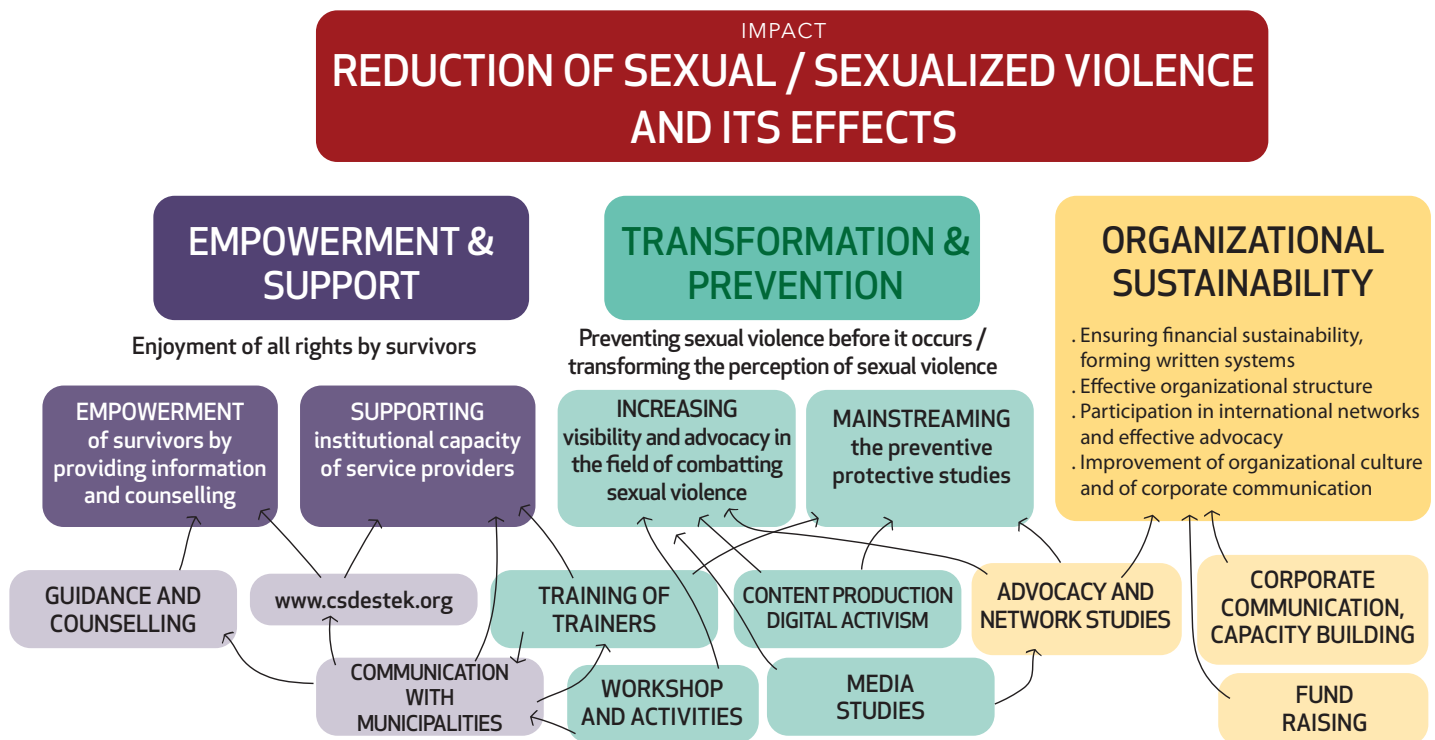 IMPACT
REDUCTION OF SEXUAL / SEXUALIZED VIOLENCE
AND ITS EFFECTS
EMPOWERMENT &
SUPPORT
Enjoyment of all rights by survivors
TRANSFORMATION &
PREVENTION
Preventing sexual violence before it occurs /
transforming the perception of sexual violence
ORGANIZATIONAL
SUSTAINABILITY
. Ensuring financial sustainability,
forming written systems
. Effective organizational structure
. Participation in international networks
and effective advocacy
. Improvement of organizational culture
and of corporate communication
EMPOWERMENT
of survivors by
providing information
and counselling
SUPPORTING
institutional capacity
of service providers
INCREASING
visibility and advocacy in
the field of combatting
sexual violence
MAINSTREAMING
the preventive
protective studies
GUIDANCE AND
COUNSELLING
www.csdestek.org
TRAINING OF
TRAINERS
CONTENT PRODUCTION
DIGITAL ACTIVISM
ADVOCACY AND
NETWORK STUDIES
CORPORATE
COMMUNICATION,
CAPACITY BUILDING
COMMUNICATION
WITH
MUNICIPALITIES
WORKSHOP
AND ACTIVITIES
MEDIA
STUDIES
FUND
RAISING